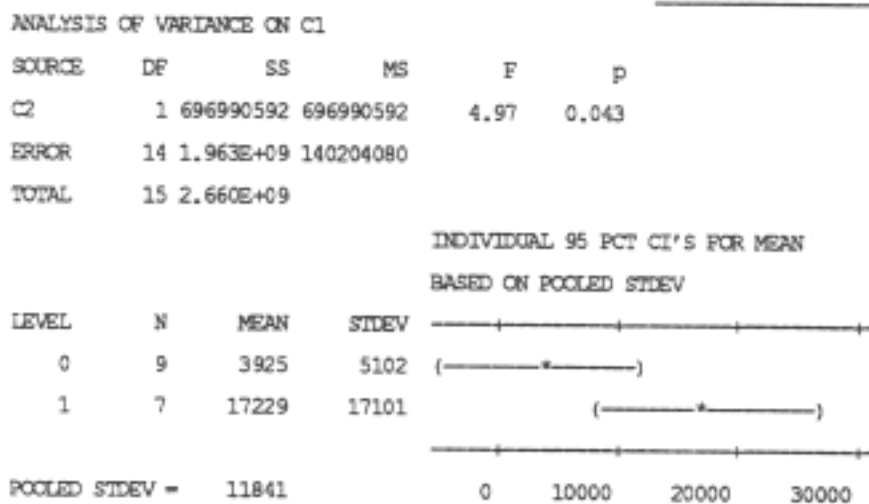 ANALYSIS OF VARIANCE ON C1
SOURCE DF SS MS F p
C2 1 696990592 696990592 4.97 0.043
ERROR 14 1.963E+09 140204080
TOTAL 15 2.660E+09
INDIVIDUAL 95 PCT CI'S FOR MEAN
BASED ON POOLED STDEV
LEVEL N MEAN STDEV
0 9 3925 5102 (--------*--------)
1 7 17229 17101 (---------*---------)
POOLED STDEV = 11841 0 10000 20000 30000